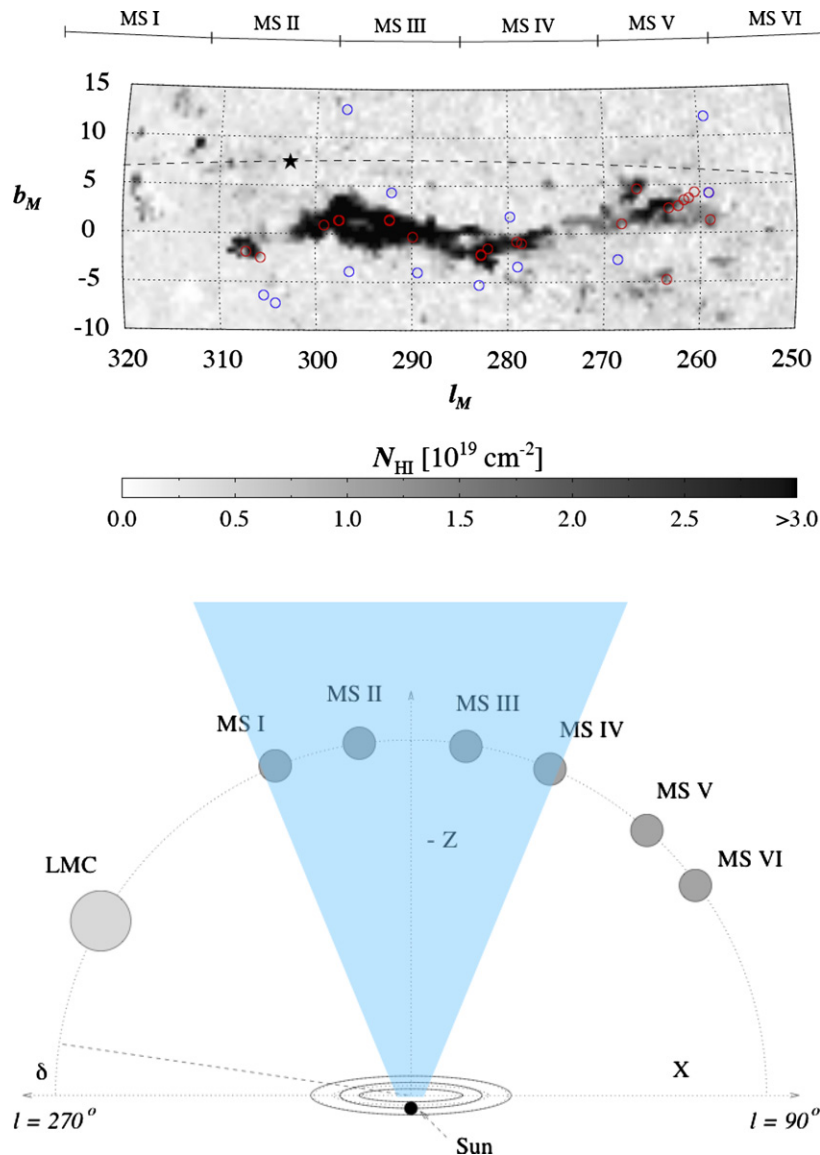 MS I MS II MS III MS IV MS V MS VI
15
10
5
0
-5
-10
b_M
320 310 300 290 280 270 260 250
l_M
N_HI [10^19 cm^-2]
0.0 0.5 1.0 1.5 2.0 2.5 >3.0
MS II
MS III
MS I
MS IV
MS V
- Z
LMC
MS VI
δ
X
l = 270°
l = 90°
Sun